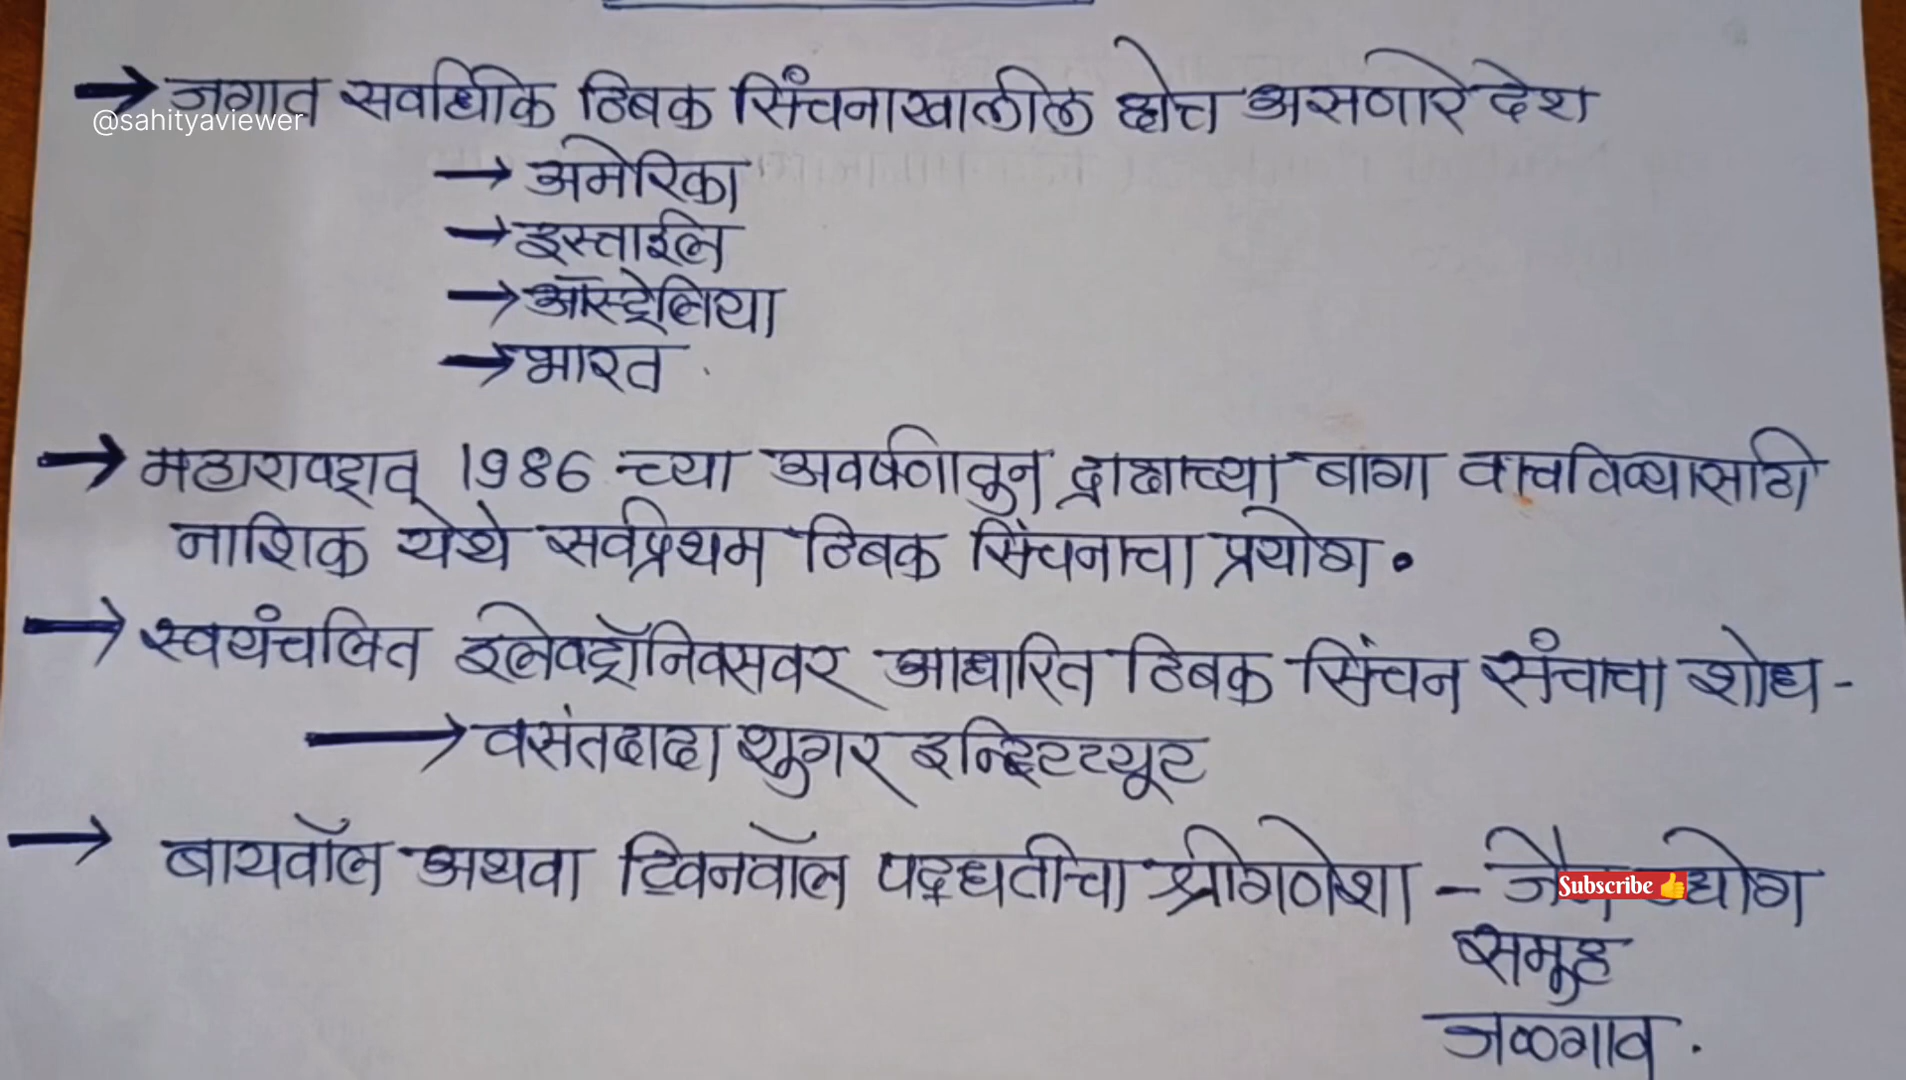 → जगात सर्वाधिक ठिबक सिंचनाखालील क्षेत्र असणारे देश
@sahityaviewer
→ अमेरिका
→ इस्त्राईल
→ ऑस्ट्रेलिया
→ भारत.
→ महाराष्ट्रात 1986 च्या अवर्षणातुन द्राक्षाच्या बागा वाचविण्यासाठी
नाशिक येथे सर्वप्रथम ठिबक सिंचनाचा प्रयोग.
→ स्वयंचलित इलेक्ट्रॉनिक्सवर आधारित ठिबक सिंचन संचाचा शोध -
→ वसंतदादा शुगर इन्स्टिट्यूट
→ बायवॉल अथवा ट्विनवॉल पद्धतीचा श्रीगणेशा - जैन उद्योग
Subscribe
समुह
जळगाव.